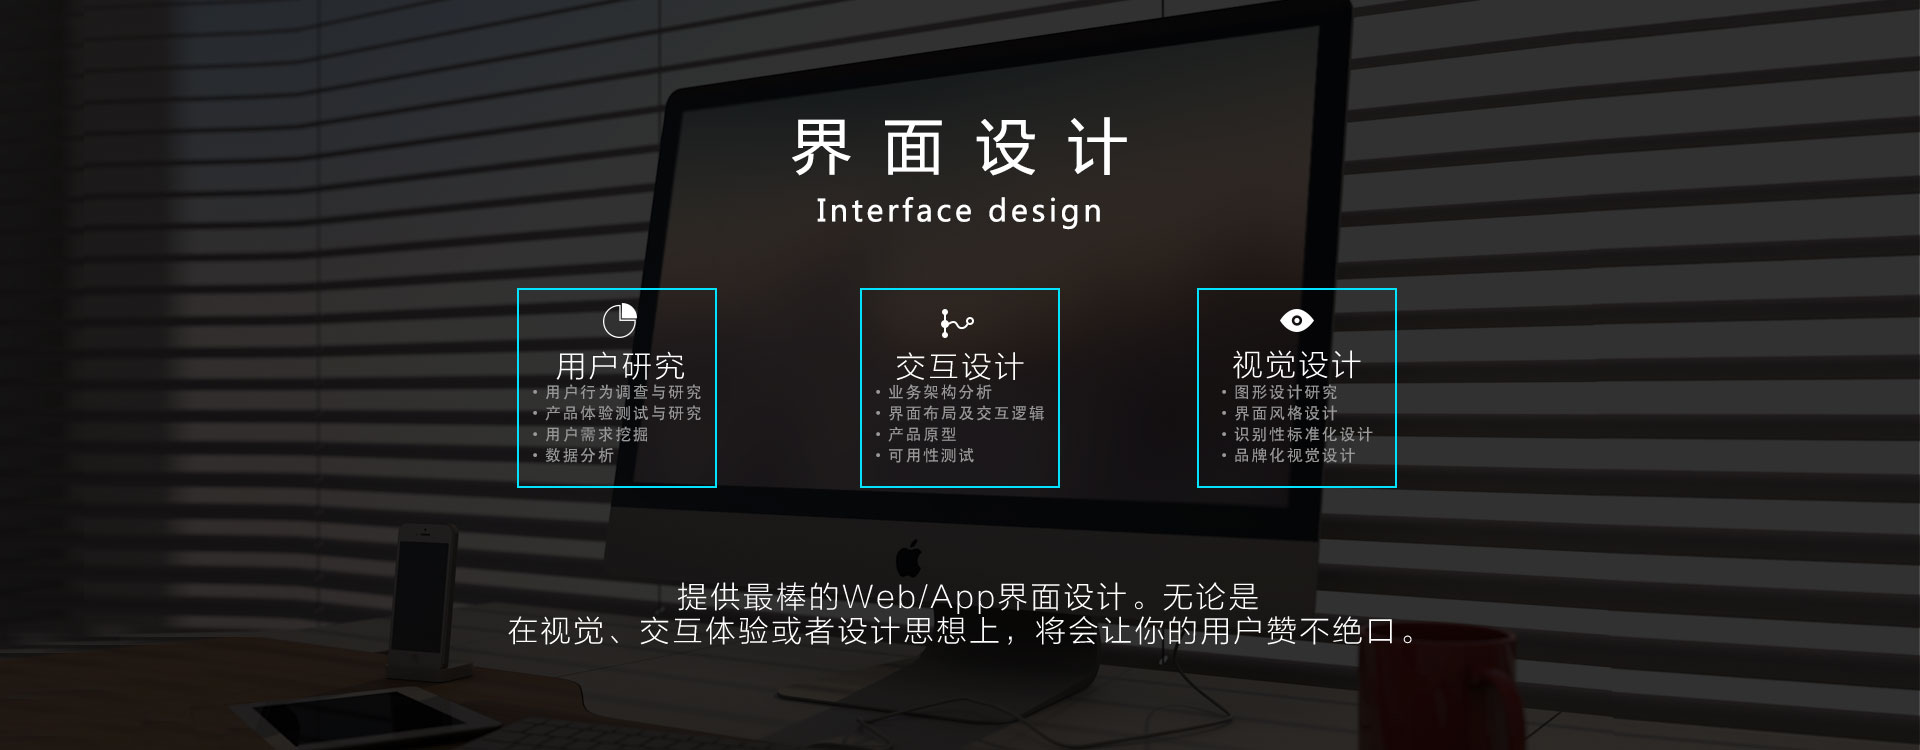 界面设计
Interface design
用户研究
• 用户行为调查与研究
• 产品体验测试与研究
• 用户需求挖掘
• 数据分析
交互设计
• 业务架构分析
• 界面布局及交互逻辑
• 产品原型
• 可用性测试
视觉设计
• 图形设计研究
• 界面风格设计
• 识别性标准化设计
• 品牌化视觉设计
提供最棒的Web/App界面设计。无论是
在视觉、交互体验或者设计思想上，将会让你的用户赞不绝口。